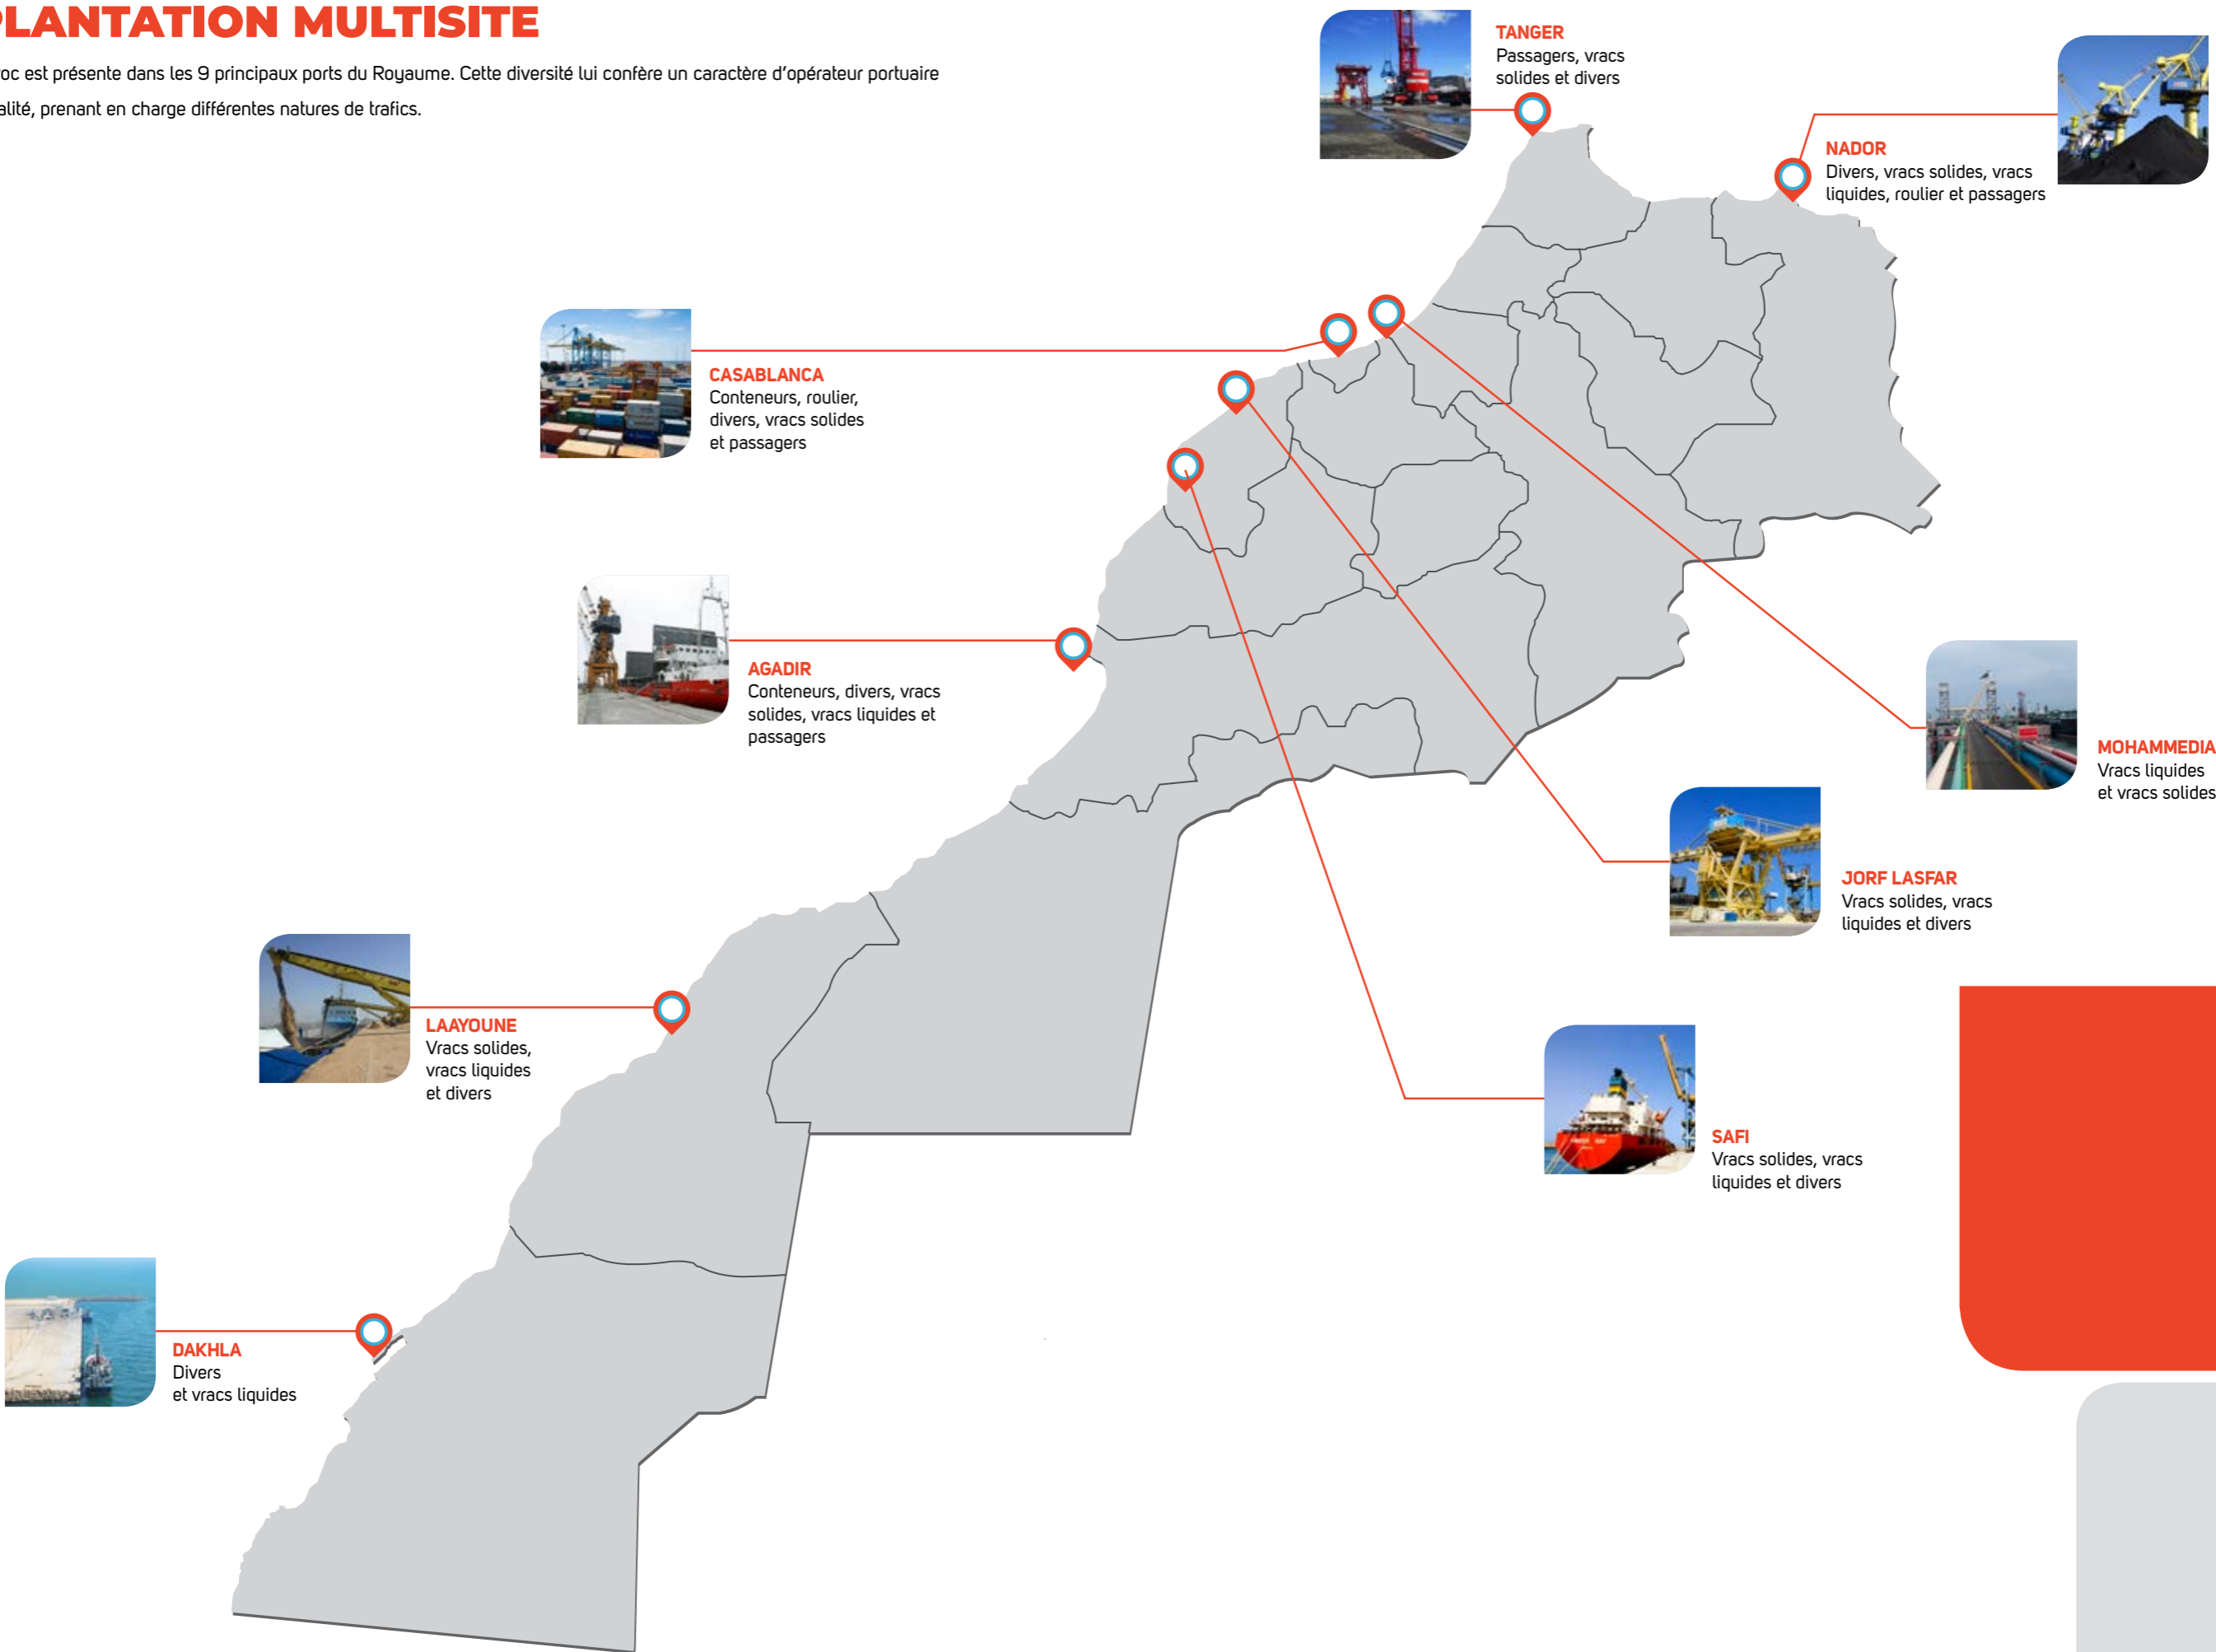 PLANTATION MULTISITE
oc est présente dans les 9 principaux ports du Royaume. Cette diversité lui confère un caractère d'opérateur portuaire
alité, prenant en charge différentes natures de trafics.
TANGER
Passagers, vracs
solides et divers
NADOR
Divers, vracs solides, vracs
liquides, roulier et passagers
CASABLANCA
Conteneurs, roulier,
divers, vracs solides
et passagers
AGADIR
Conteneurs, divers, vracs
solides, vracs liquides et
passagers
MOHAMMEDIA
Vracs liquides
et vracs solides
JORF LASFAR
Vracs solides, vracs
liquides et divers
LAAYOUNE
Vracs solides,
vracs liquides
et divers
SAFI
Vracs solides, vracs
liquides et divers
DAKHLA
Divers
et vracs liquides